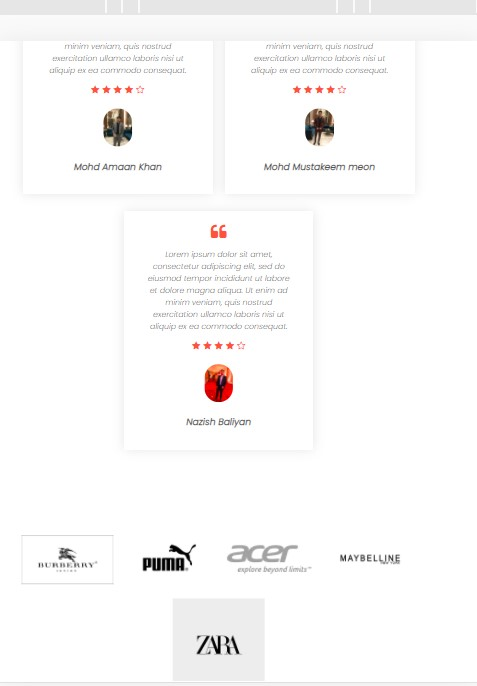 minim veniam, quis nostrud
exercitation ullamco laboris nisi ut
aliquip ex ea commodo consequat.
Mohd Amaan Khan
minim veniam, quis nostrud
exercitation ullamco laboris nisi ut
aliquip ex ea commodo consequat.
Mohd Mustakeem meon
Lorem ipsum dolor sit amet,
consectetur adipiscing elit, sed do
eiusmod tempor incididunt ut labore
et dolore magna aliqua. Ut enim ad
minim veniam, quis nostrud
exercitation ullamco laboris nisi ut
aliquip ex ea commodo consequat.
Nazish Baliyan
BURBERRY
PUMA
acer
explore beyond limits™
MAYBELLINE
NEW YORK
ZARA